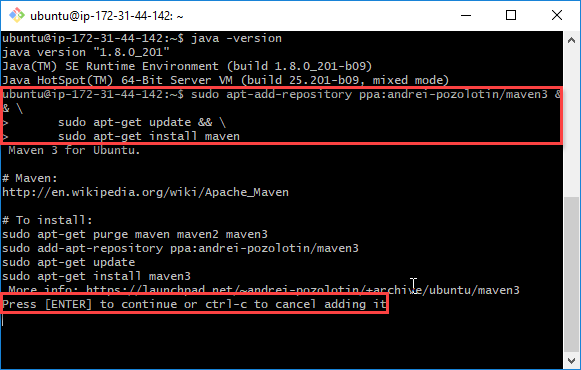 ubuntu@ip-172-31-44-142: ~
ubuntu@ip-172-31-44-142:~$ java -version
java version "1.8.0_201"
Java(TM) SE Runtime Environment (build 1.8.0_201-b09)
Java HotSpot(TM) 64-Bit Server VM (build 25.201-b09, mixed mode)
ubuntu@ip-172-31-44-142:~$ sudo apt-add-repository ppa:andrei-pozolotin/maven3 &
& \
>       sudo apt-get update && \
>       sudo apt-get install maven
 Maven 3 for Ubuntu.
# Maven:
http://en.wikipedia.org/wiki/Apache_Maven
# To install:
sudo apt-get purge maven maven2 maven3
sudo add-apt-repository ppa:andrei-pozolotin/maven3
sudo apt-get update
sudo apt-get install maven3
 More info: https://launchpad.net/~andrei-pozolotin/+archive/ubuntu/maven3
Press [ENTER] to continue or ctrl-c to cancel adding it